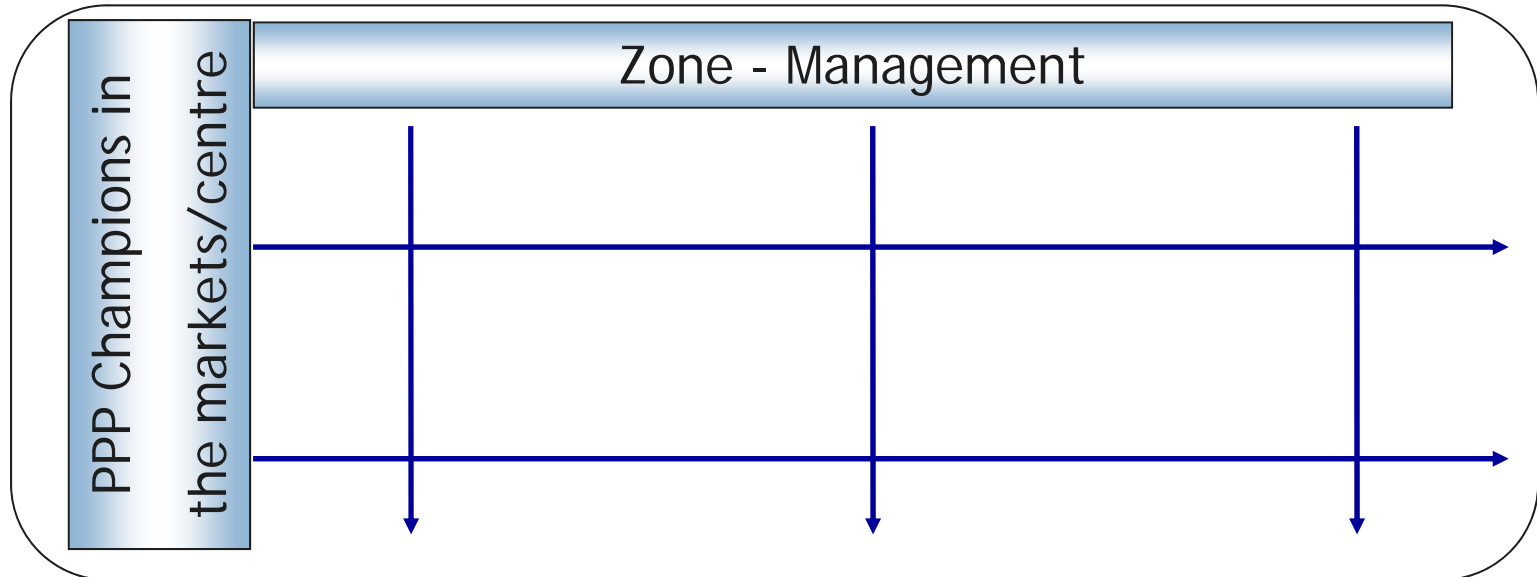 Zone - Management
PPP Champions in
the markets/centre